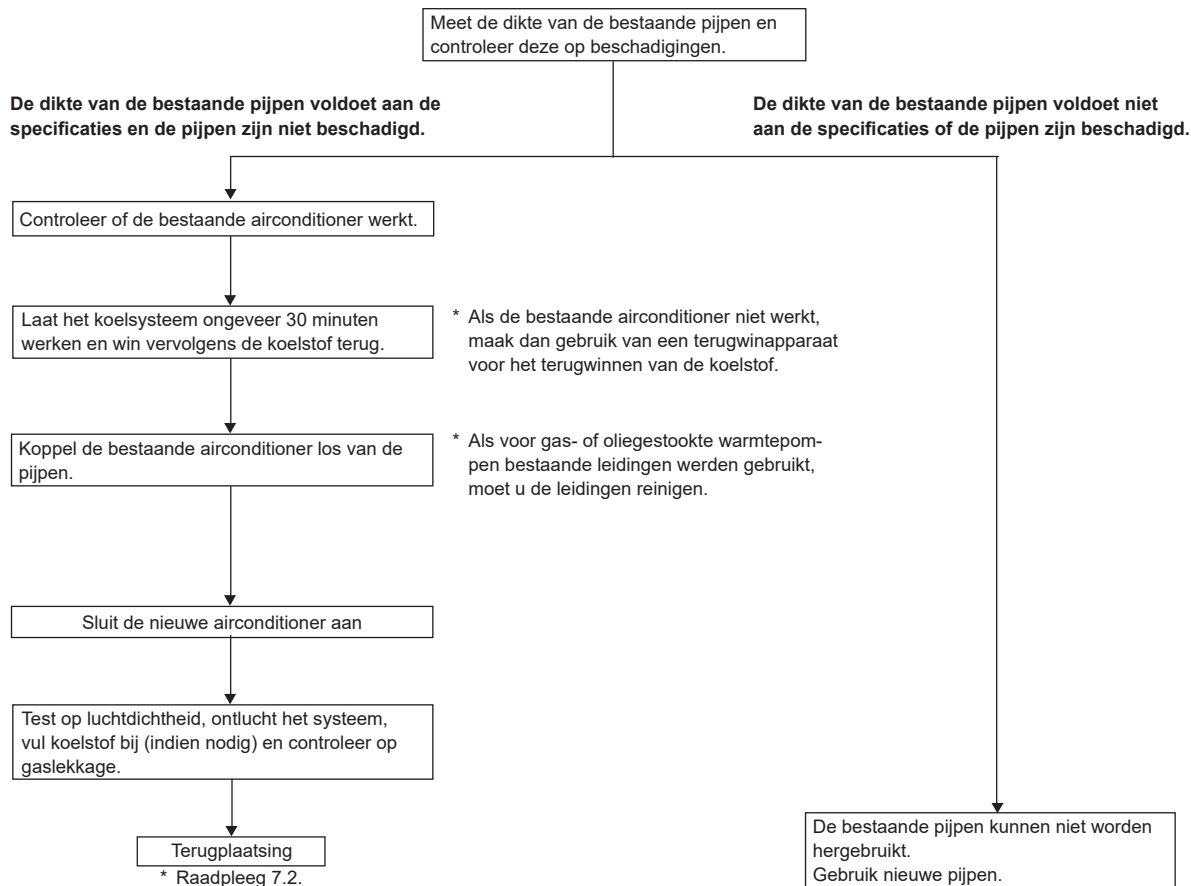 Meet de dikte van de bestaande pijpen en
controleer deze op beschadigingen.
De dikte van de bestaande pijpen voldoet aan de
specificaties en de pijpen zijn niet beschadigd.
De dikte van de bestaande pijpen voldoet niet
aan de specificaties of de pijpen zijn beschadigd.
Controleer of de bestaande airconditioner werkt.
Laat het koelsysteem ongeveer 30 minuten
werken en win vervolgens de koelstof terug.
* Als de bestaande airconditioner niet werkt,
maak dan gebruik van een terugwinapparaat
voor het terugwinnen van de koelstof.
Koppel de bestaande airconditioner los van de
pijpen.
* Als voor gas- of oliegestookte warmtepom-
pen bestaande leidingen werden gebruikt,
moet u de leidingen reinigen.
Sluit de nieuwe airconditioner aan
Test op luchtdichtheid, ontlucht het systeem,
vul koelstof bij (indien nodig) en controleer op
gaslekkage.
Terugplaatsing
* Raadpleeg 7.2.
De bestaande pijpen kunnen niet worden
hergebruikt.
Gebruik nieuwe pijpen.